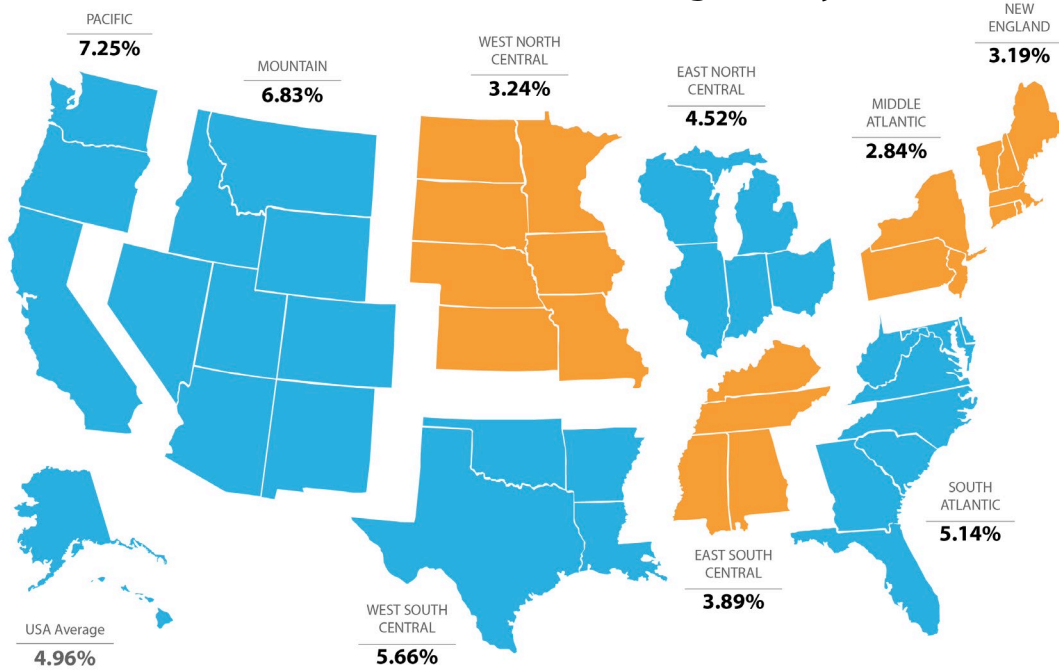 PACIFIC
7.25%
MOUNTAIN
6.83%
WEST NORTH
CENTRAL
3.24%
EAST NORTH
CENTRAL
4.52%
MIDDLE
ATLANTIC
2.84%
NEW
ENGLAND
3.19%
SOUTH
ATLANTIC
5.14%
EAST SOUTH
CENTRAL
3.89%
WEST SOUTH
CENTRAL
5.66%
USA Average
4.96%